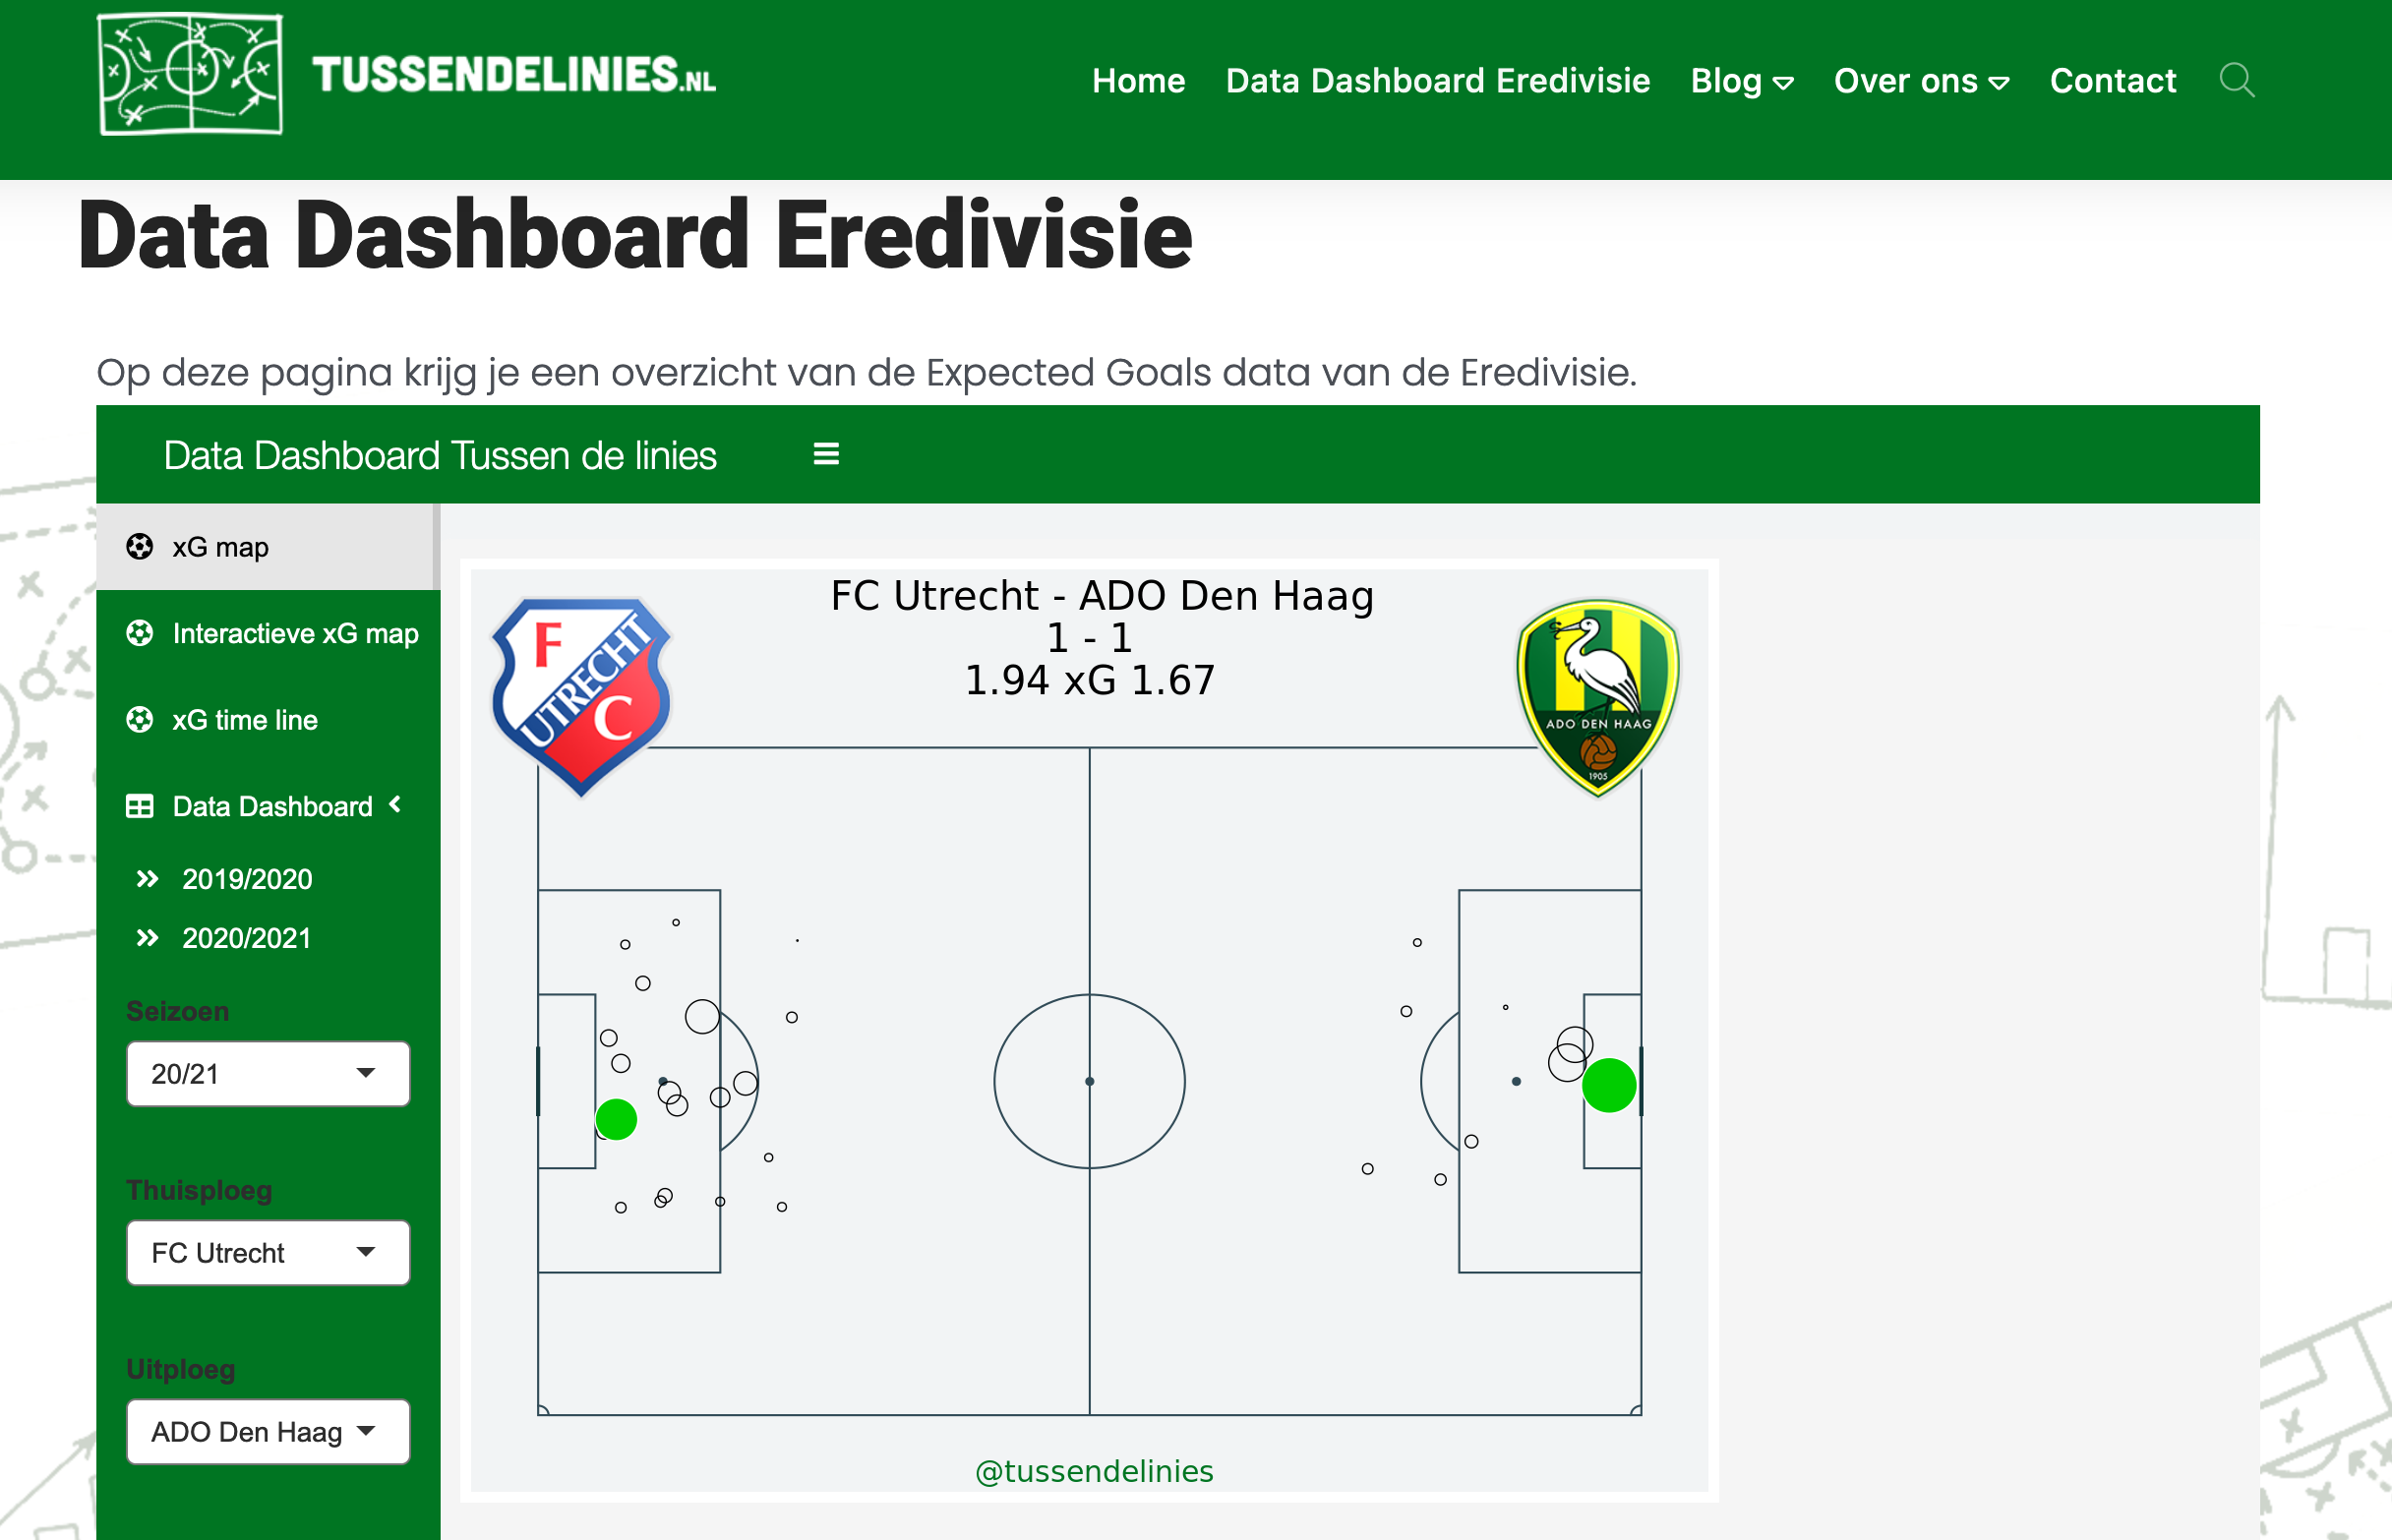 TUSSENDELINIES.NL
Home Data Dashboard Eredivisie Blog Over ons Contact
Data Dashboard Eredivisie
Op deze pagina krijg je een overzicht van de Expected Goals data van de Eredivisie.
Data Dashboard Tussen de linies
xG map
Interactieve xG map
xG time line
Data Dashboard
2019/2020
2020/2021
Seizoen
20/21
Thuisploeg
FC Utrecht
Uitploeg
ADO Den Haag
FC Utrecht - ADO Den Haag
1 - 1
1.94 xG 1.67
F
UTRECHT
C
ADO DEN HAAG
1905
@tussendelinies